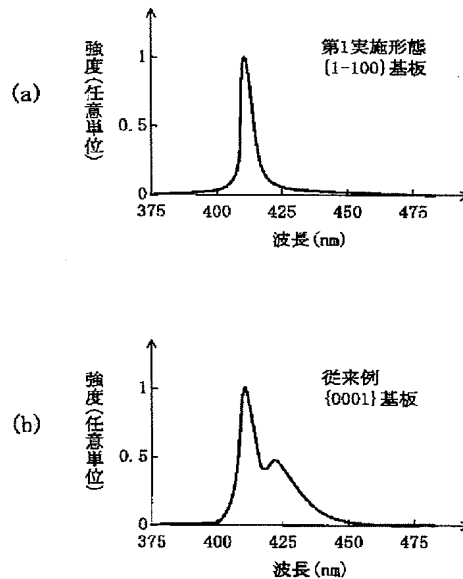 (a)
強度(任意単位)
第1実施形態
{1-100}基板
1
0.5
0
375 400 425 450 475
波長(nm)
(b)
強度(任意単位)
従来例
{0001}基板
1
0.5
0
375 400 425 450 475
波長(nm)